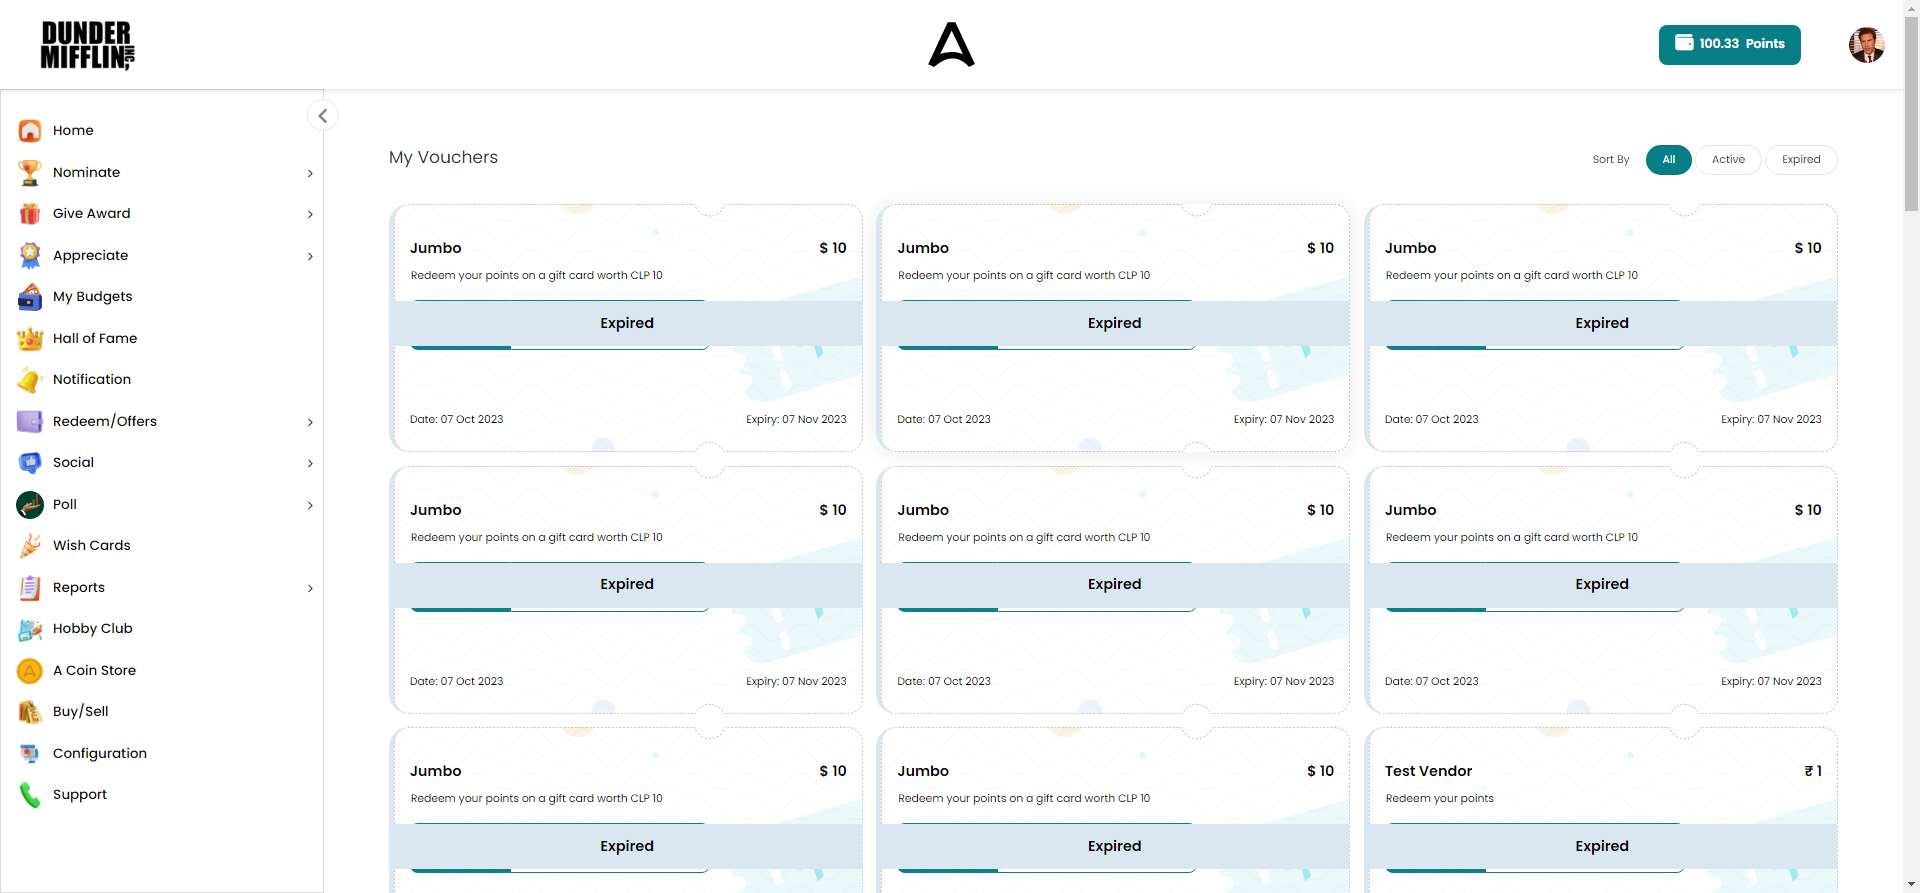 DUNDER
MIFFLIN, INC.
A
100.33 Points
Home
Nominate
Give Award
Appreciate
My Budgets
Hall of Fame
Notification
Redeem/Offers
Social
Poll
Wish Cards
Reports
Hobby Club
A Coin Store
Buy/Sell
Configuration
Support
My Vouchers
Sort By All Active Expired
Jumbo $ 10
Redeem your points on a gift card worth CLP 10
Expired
Date: 07 Oct 2023 Expiry: 07 Nov 2023
Jumbo $ 10
Redeem your points on a gift card worth CLP 10
Expired
Date: 07 Oct 2023 Expiry: 07 Nov 2023
Jumbo $ 10
Redeem your points on a gift card worth CLP 10
Expired
Date: 07 Oct 2023 Expiry: 07 Nov 2023
Jumbo $ 10
Redeem your points on a gift card worth CLP 10
Expired
Date: 07 Oct 2023 Expiry: 07 Nov 2023
Jumbo $ 10
Redeem your points on a gift card worth CLP 10
Expired
Date: 07 Oct 2023 Expiry: 07 Nov 2023
Jumbo $ 10
Redeem your points on a gift card worth CLP 10
Expired
Date: 07 Oct 2023 Expiry: 07 Nov 2023
Jumbo $ 10
Redeem your points on a gift card worth CLP 10
Expired
Jumbo $ 10
Redeem your points on a gift card worth CLP 10
Expired
Test Vendor ₹ 1
Redeem your points
Expired